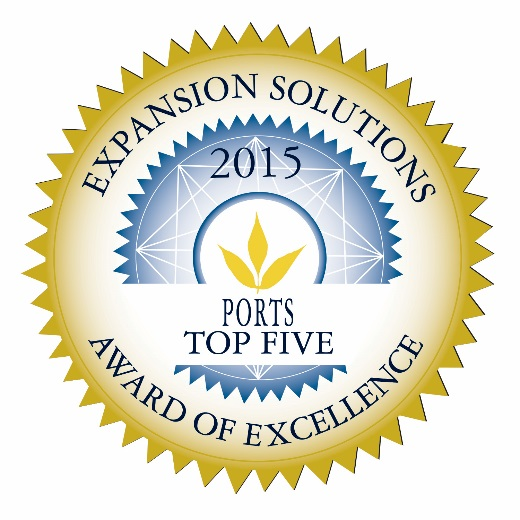 EXPANSION SOLUTIONS
2015
PORTS
TOP FIVE
AWARD OF EXCELLENCE